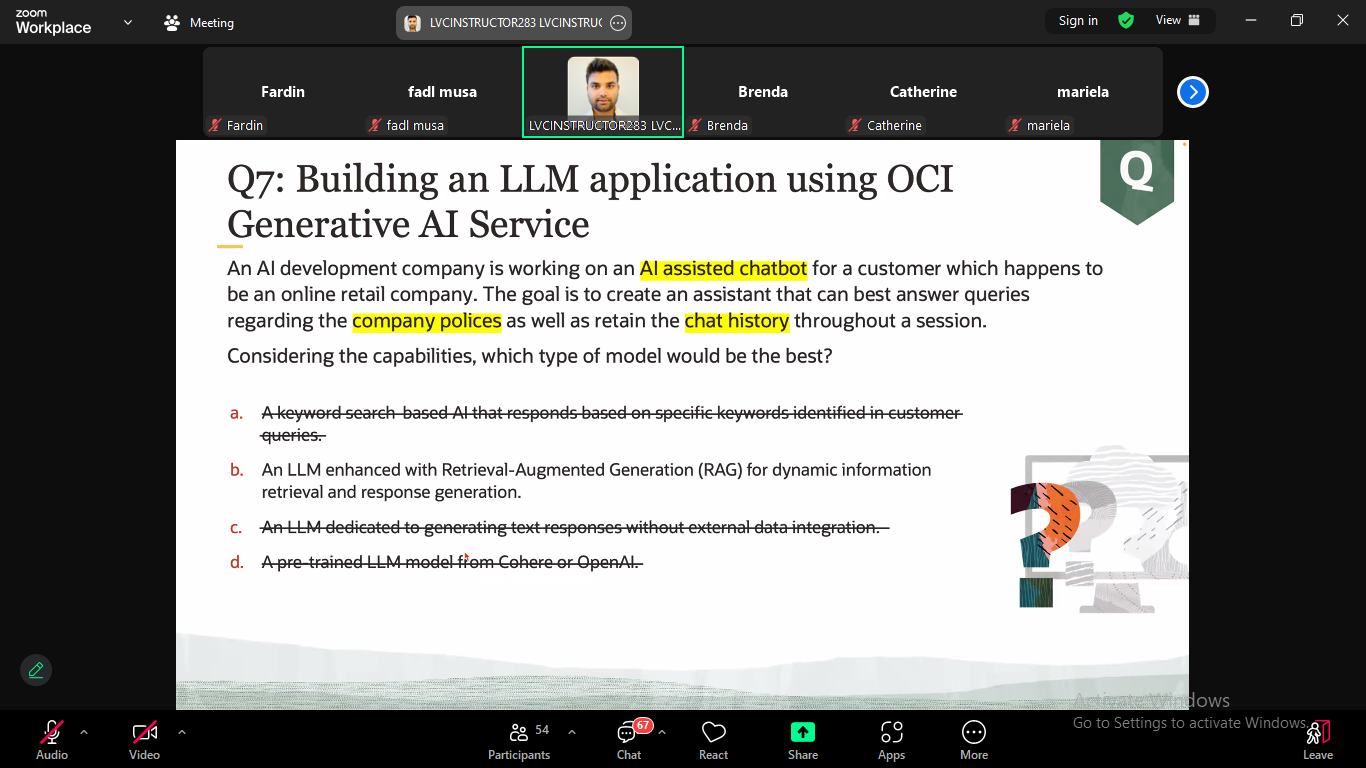 zoom
Workplace
Meeting
LVCINSTRUCTOR283 LVCINSTRUC
Sign in
View
Fardin
fadl musa
Brenda
Catherine
mariela
Fardin
fadl musa
LVCINSTRUCTOR283 LVC...
Brenda
Catherine
mariela
Q7: Building an LLM application using OCI
Generative AI Service
Q
An AI development company is working on an AI assisted chatbot for a customer which happens to
be an online retail company. The goal is to create an assistant that can best answer queries
regarding the company polices as well as retain the chat history throughout a session.
Considering the capabilities, which type of model would be the best?
a. A keyword search-based AI that responds based on specific keywords identified in customer
queries.
b. An LLM enhanced with Retrieval-Augmented Generation (RAG) for dynamic information
retrieval and response generation.
c. An LLM dedicated to generating text responses without external data integration.
d. A pre-trained LLM model from Cohere or OpenAI.
Activate Windows
Go to Settings to activate Windows.
54
67
Audio
Video
Participants
Chat
React
Share
Apps
More
Leave